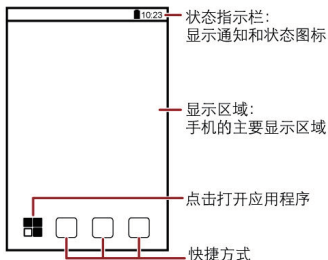 10:23
状态指示栏:
显示通知和状态图标
显示区域:
手机的主要显示区域
点击打开应用程序
快捷方式